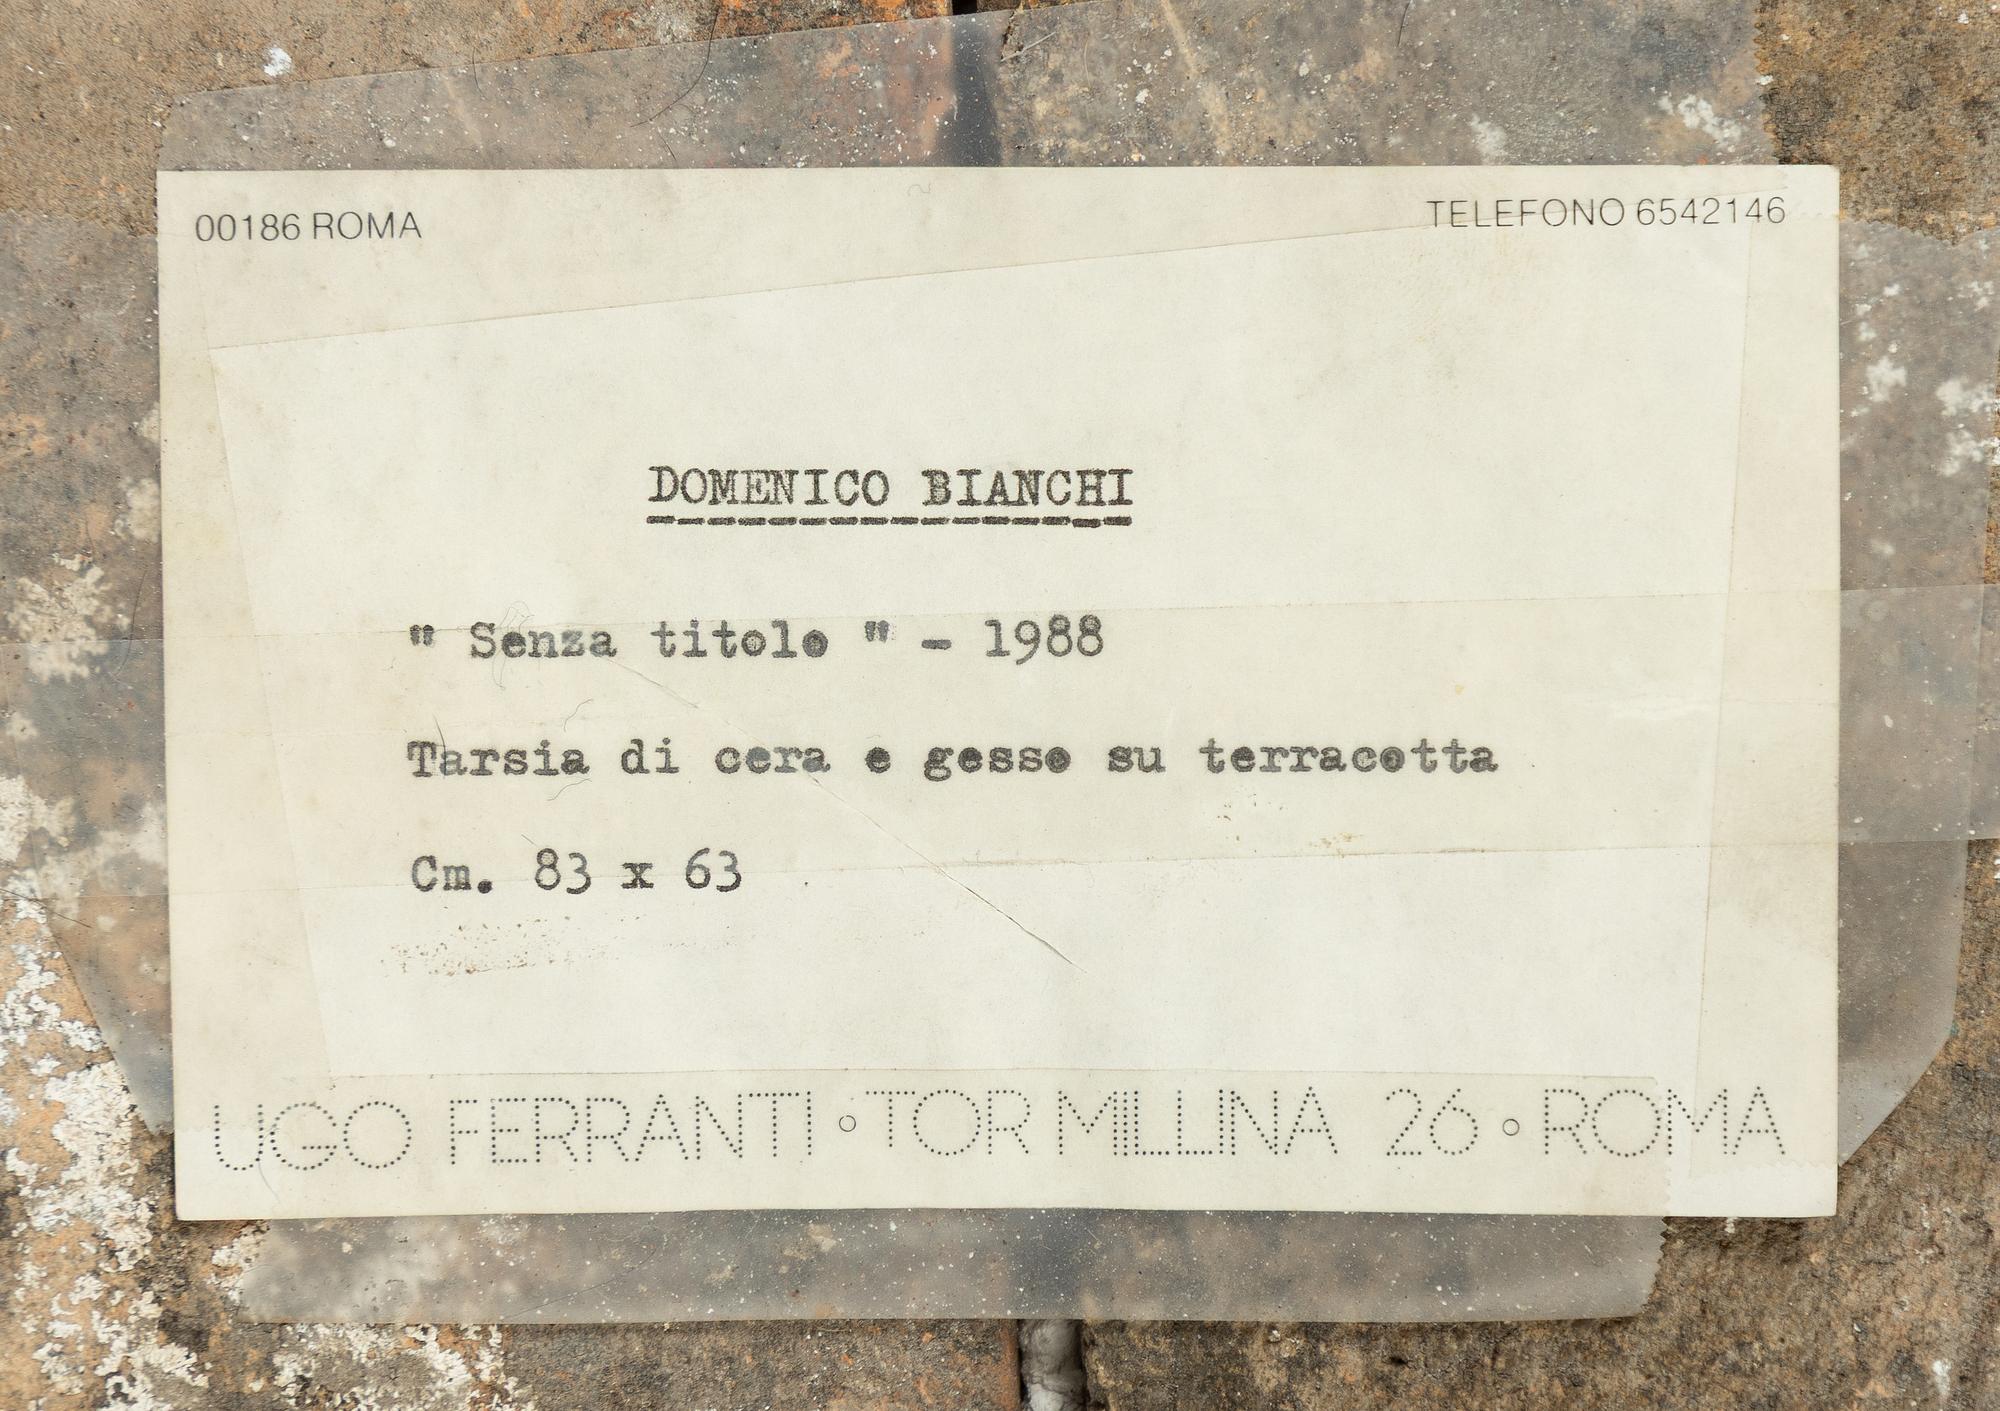 00186 ROMA TELEFONO 6542146
DOMENICO BIANCHI
" Senza titolo " - 1988
Tarsia di cera e gesso su terracotta
Cm. 83 x 63
UGO FERRANTI ◦ TOR MILLINA 26 ◦ ROMA